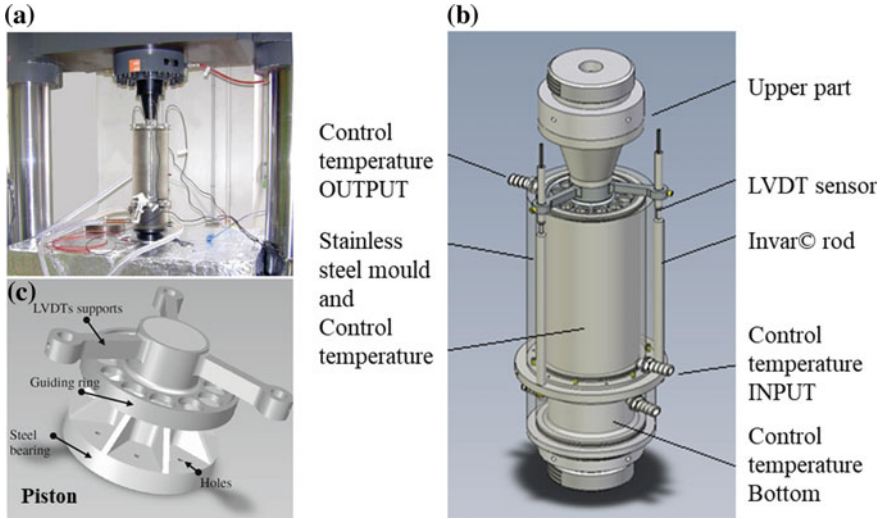 (a)
(b)
Control
temperature
OUTPUT
Stainless
steel mould
and
Control
temperature
Upper part
LVDT sensor
Invar© rod
Control
temperature
INPUT
Control
temperature
Bottom
(c)
LVDTs supports
Guiding ring
Steel
bearing
Holes
Piston